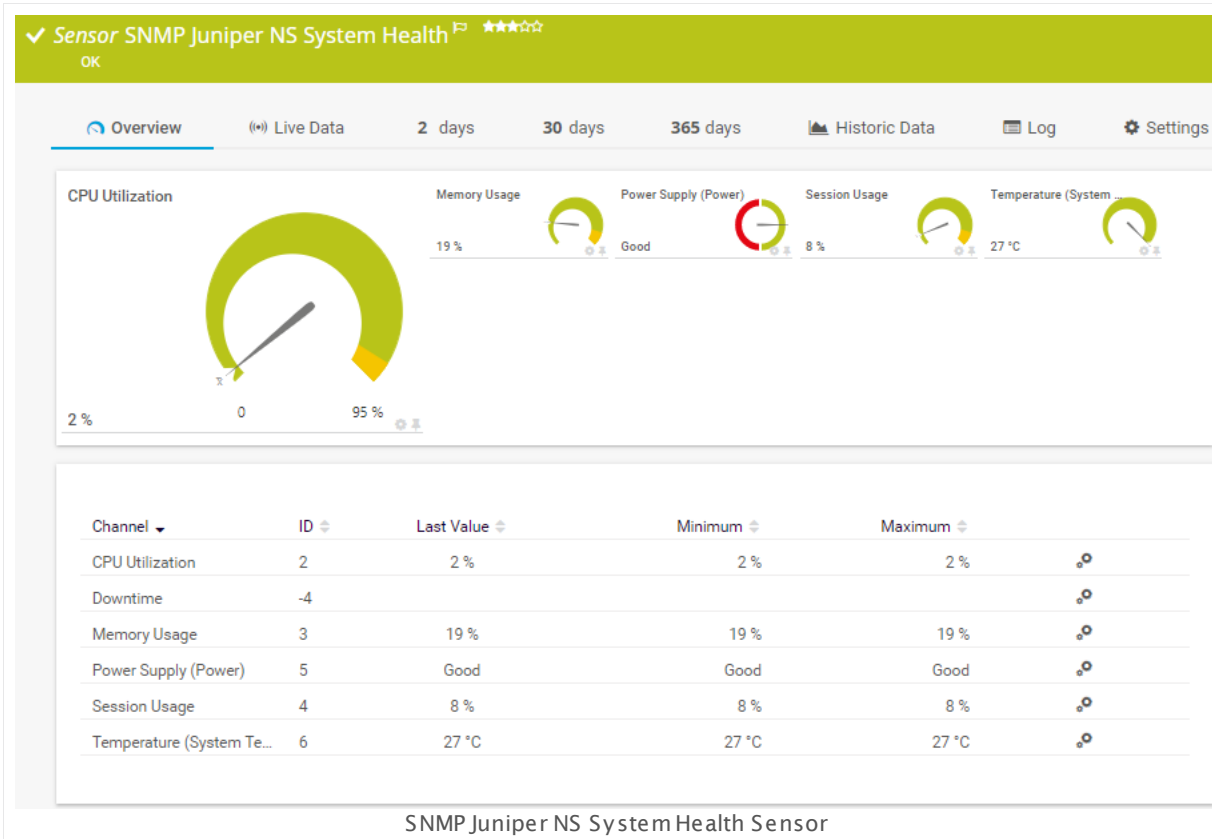 Sensor SNMP Juniper NS System Health
OK
Overview Live Data 2 days 30 days 365 days Historic Data Log Settings
CPU Utilization
2 %
0
95 %
Memory Usage
19 %
Power Supply (Power)
Good
Session Usage
8 %
Temperature (System ...
27 °C
Channel ID Last Value Minimum Maximum
CPU Utilization 2 2 % 2 % 2 %
Downtime -4
Memory Usage 3 19 % 19 % 19 %
Power Supply (Power) 5 Good Good Good
Session Usage 4 8 % 8 % 8 %
Temperature (System Te... 6 27 °C 27 °C 27 °C
SNMP Juniper NS System Health Sensor